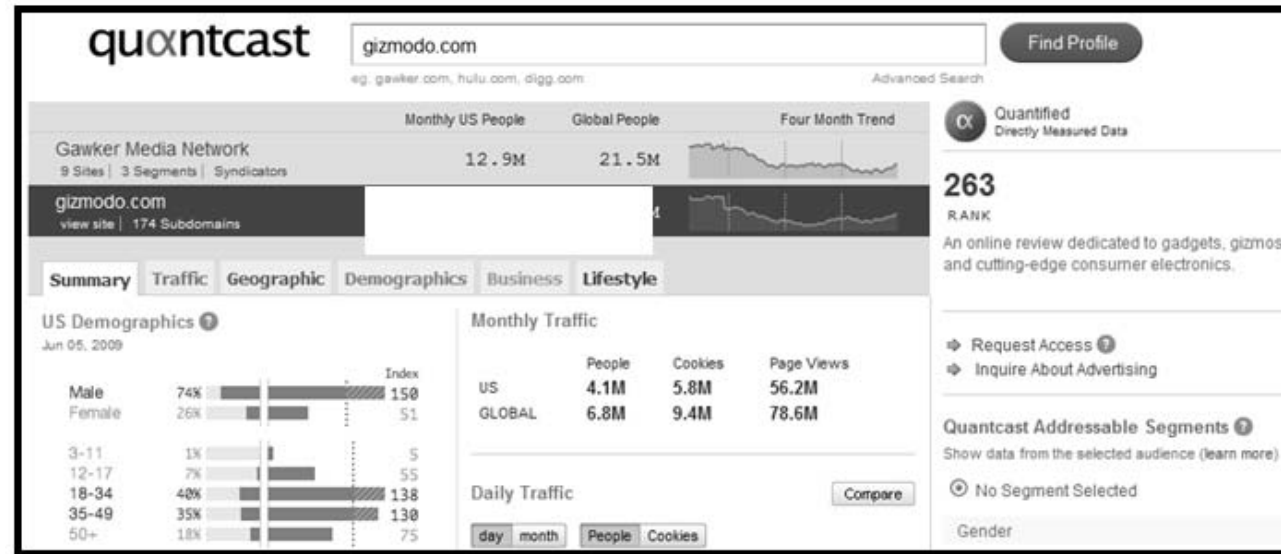 quantcast
gizmodo.com
Find Profile
eg. gawker.com, hulu.com, digg.com
Advanced Search
Monthly US People Global People Four Month Trend
Gawker Media Network
9 Sites | 3 Segments | Syndicators
12.9M 21.5M
gizmodo.com
view site | 174 Subdomains
M
Summary Traffic Geographic Demographics Business Lifestyle
US Demographics ?
Jun 05, 2009
Index
Male 74% 150
Female 26% 51
3-11 1% 5
12-17 7% 55
18-34 40% 138
35-49 35% 130
50+ 18% 75
Monthly Traffic
People Cookies Page Views
US 4.1M 5.8M 56.2M
GLOBAL 6.8M 9.4M 78.6M
Daily Traffic
Compare
day month People Cookies
α Quantified
Directly Measured Data
263
RANK
An online review dedicated to gadgets, gizmos
and cutting-edge consumer electronics.
Request Access ?
Inquire About Advertising
Quantcast Addressable Segments ?
Show data from the selected audience (learn more)
No Segment Selected
Gender